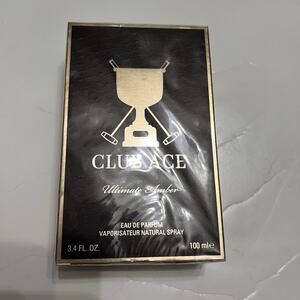 CLUB ACE
Ultimate Amber
EAU DE PARFUM
VAPORISATEUR NATURAL SPRAY
3.4 FL. OZ.
100 ml e